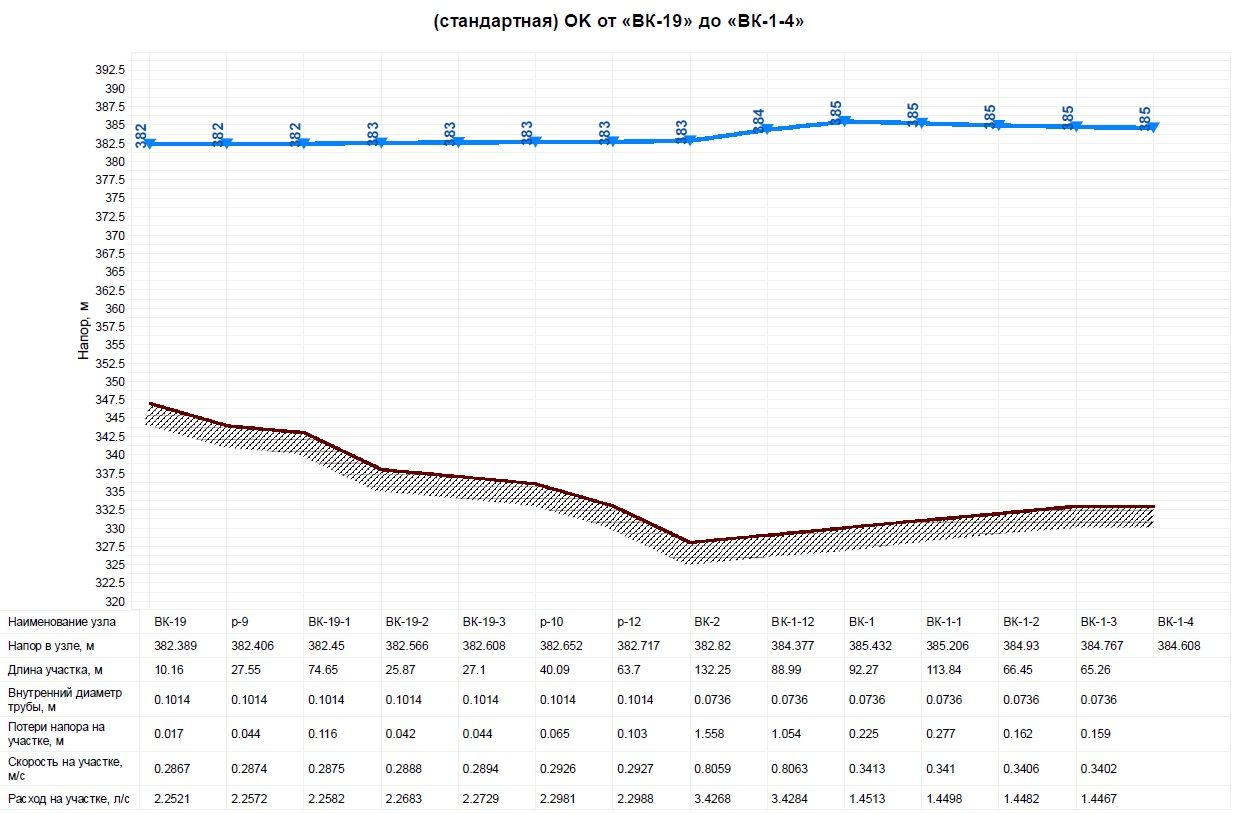 (стандартная) ОК от «ВК-19» до «ВК-1-4»
Напор, м
392.5
390
387.5
385
382.5
380
377.5
375
372.5
370
367.5
365
362.5
360
357.5
355
352.5
350
347.5
345
342.5
340
337.5
335
332.5
330
327.5
325
322.5
320
382 382 382 383 383 383 383 383 384 385 385 385 385 385
Наименование узла ВК-19 р-9 ВК-19-1 ВК-19-2 ВК-19-3 р-10 р-12 ВК-2 ВК-1-12 ВК-1 ВК-1-1 ВК-1-2 ВК-1-3 ВК-1-4
Напор в узле, м 382.389 382.406 382.45 382.566 382.608 382.652 382.717 382.82 384.377 385.432 385.206 384.93 384.767 384.608
Длина участка, м 10.16 27.55 74.65 25.87 27.1 40.09 63.7 132.25 88.99 92.27 113.84 66.45 65.26
Внутренний диаметр
трубы, м 0.1014 0.1014 0.1014 0.1014 0.1014 0.1014 0.1014 0.0736 0.0736 0.0736 0.0736 0.0736 0.0736
Потери напора на
участке, м 0.017 0.044 0.116 0.042 0.044 0.065 0.103 1.558 1.054 0.225 0.277 0.162 0.159
Скорость на участке,
м/с 0.2867 0.2874 0.2875 0.2888 0.2894 0.2926 0.2927 0.8059 0.8063 0.3413 0.341 0.3406 0.3402
Расход на участке, л/с 2.2521 2.2572 2.2582 2.2683 2.2729 2.2981 2.2988 3.4268 3.4284 1.4513 1.4498 1.4482 1.4467